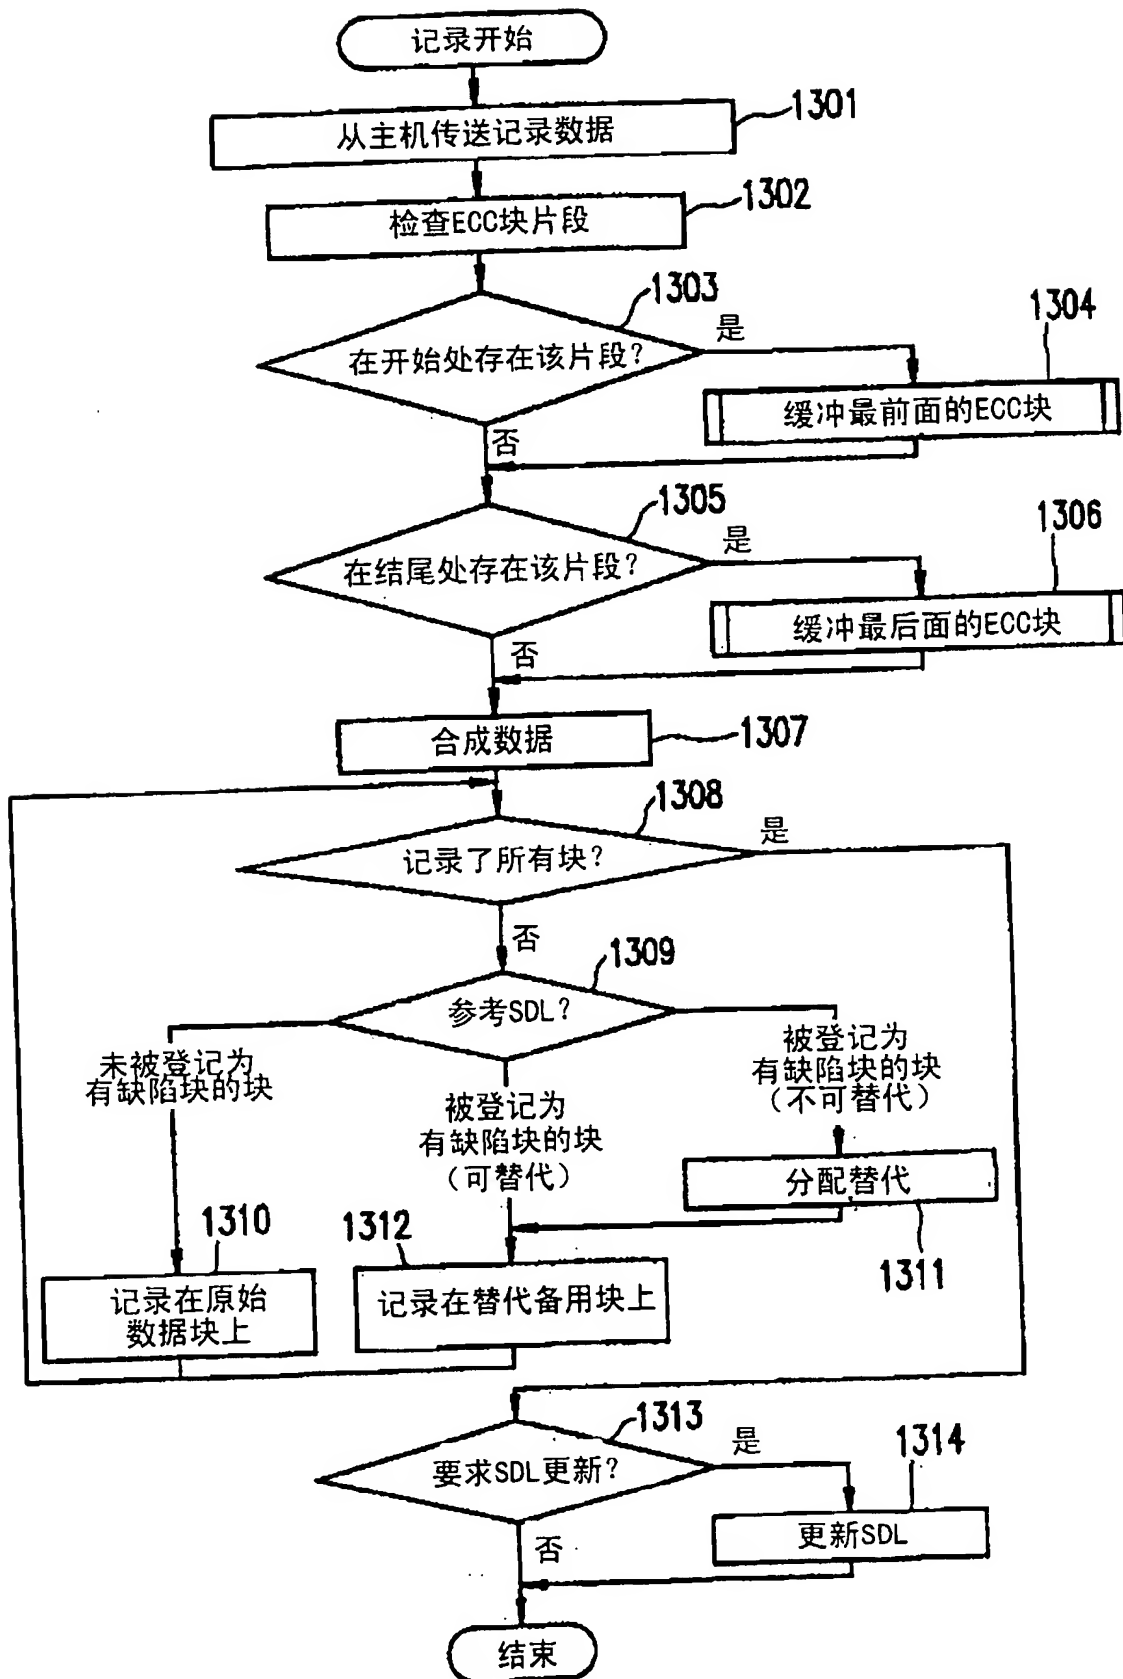 记录开始
1301
从主机传送记录数据
1302
检查ECC块片段
1303
在开始处存在该片段?
是
1304
缓冲最前面的ECC块
否
1305
在结尾处存在该片段?
是
1306
缓冲最后面的ECC块
否
合成数据
1307
1308
记录了所有块?
是
否
1309
参考SDL?
未被登记为
有缺陷块的块
被登记为
有缺陷块的块
(可替代)
被登记为
有缺陷块的块
(不可替代)
分配替代
1311
1310
记录在原始
数据块上
1312
记录在替代备用块上
1313
要求SDL更新?
是
1314
更新SDL
否
结束